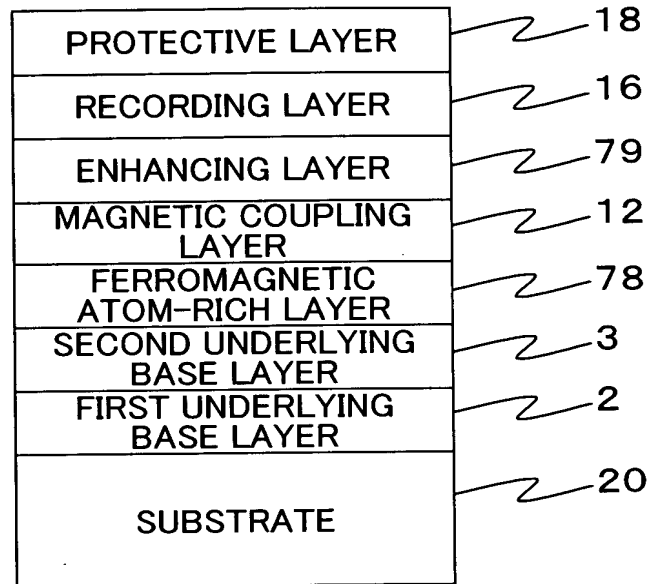 PROTECTIVE LAYER 18
RECORDING LAYER 16
ENHANCING LAYER 79
MAGNETIC COUPLING
LAYER 12
FERROMAGNETIC
ATOM-RICH LAYER 78
SECOND UNDERLYING
BASE LAYER 3
FIRST UNDERLYING
BASE LAYER 2
SUBSTRATE 20